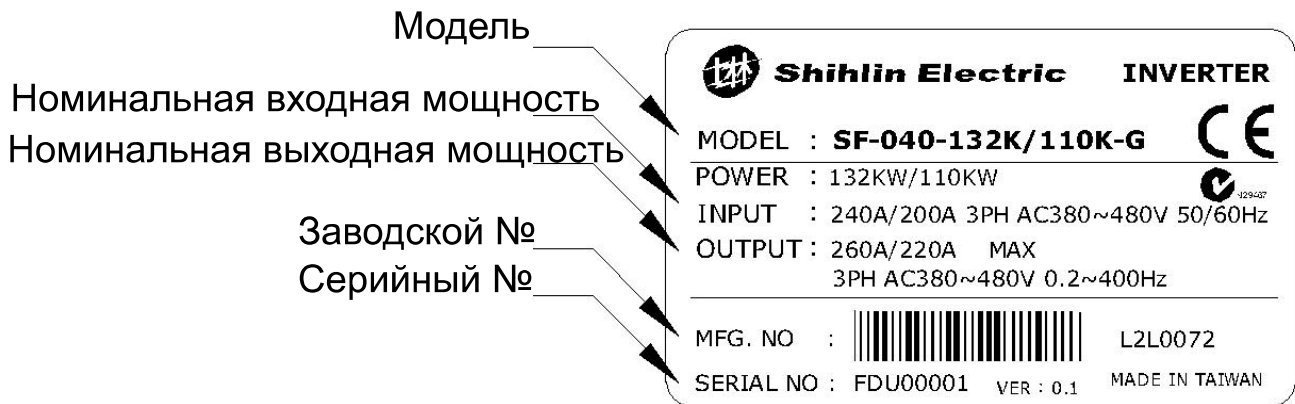 Модель
Номинальная входная мощность
Номинальная выходная мощность
Заводской №
Серийный №
Shihlin Electric INVERTER
MODEL : SF-040-132K/110K-G CE
POWER : 132KW/110KW
INPUT : 240A/200A 3PH AC380~480V 50/60Hz
OUTPUT : 260A/220A MAX
3PH AC380~480V 0.2~400Hz
MFG. NO : L2L0072
SERIAL NO : FDU00001 VER : 0.1 MADE IN TAIWAN